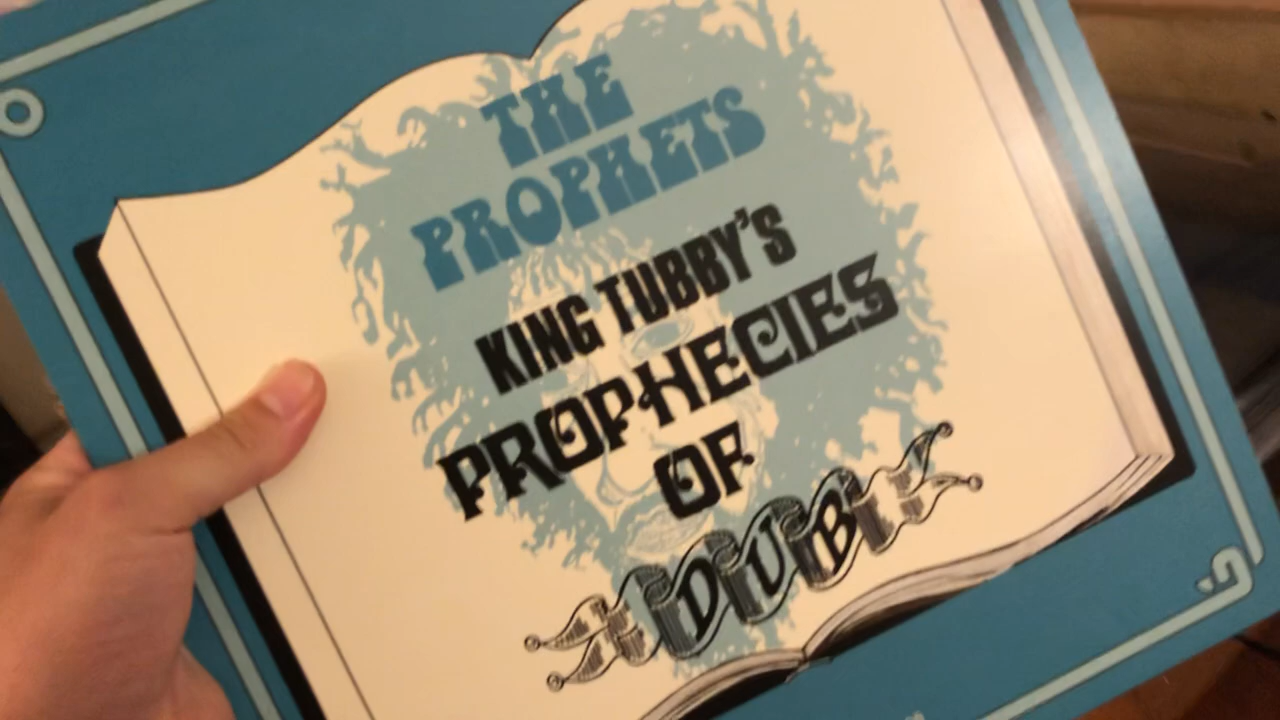 THE
PROPHETS
KING TUBBY'S
PROPHECIES
OF
DUB